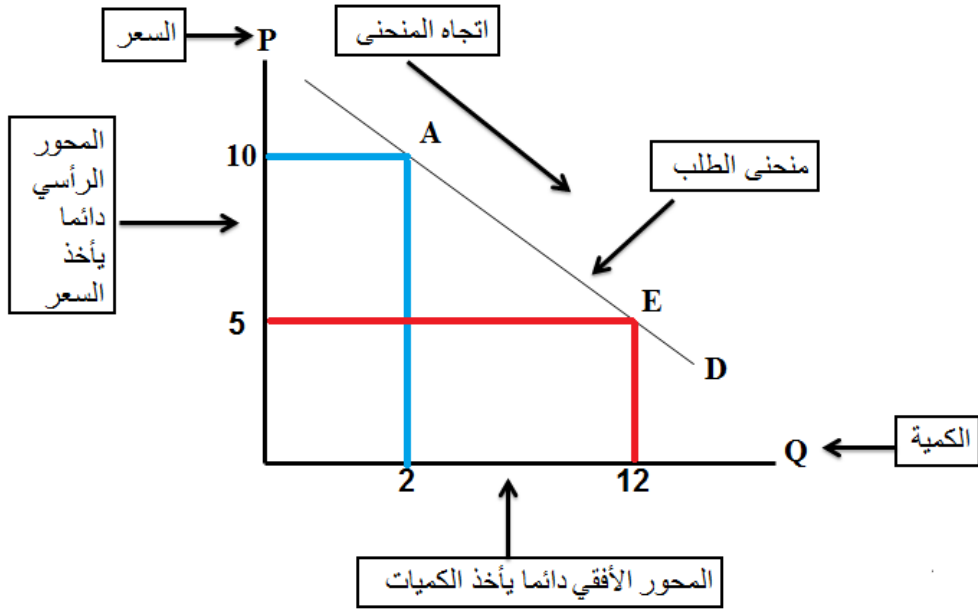 السعر
P
اتجاه المنحنى
المحور
الرأسي
دائما
يأخذ
السعر
10
A
منحنى الطلب
5
E
D
الكمية
Q
2
12
المحور الأفقي دائما يأخذ الكميات